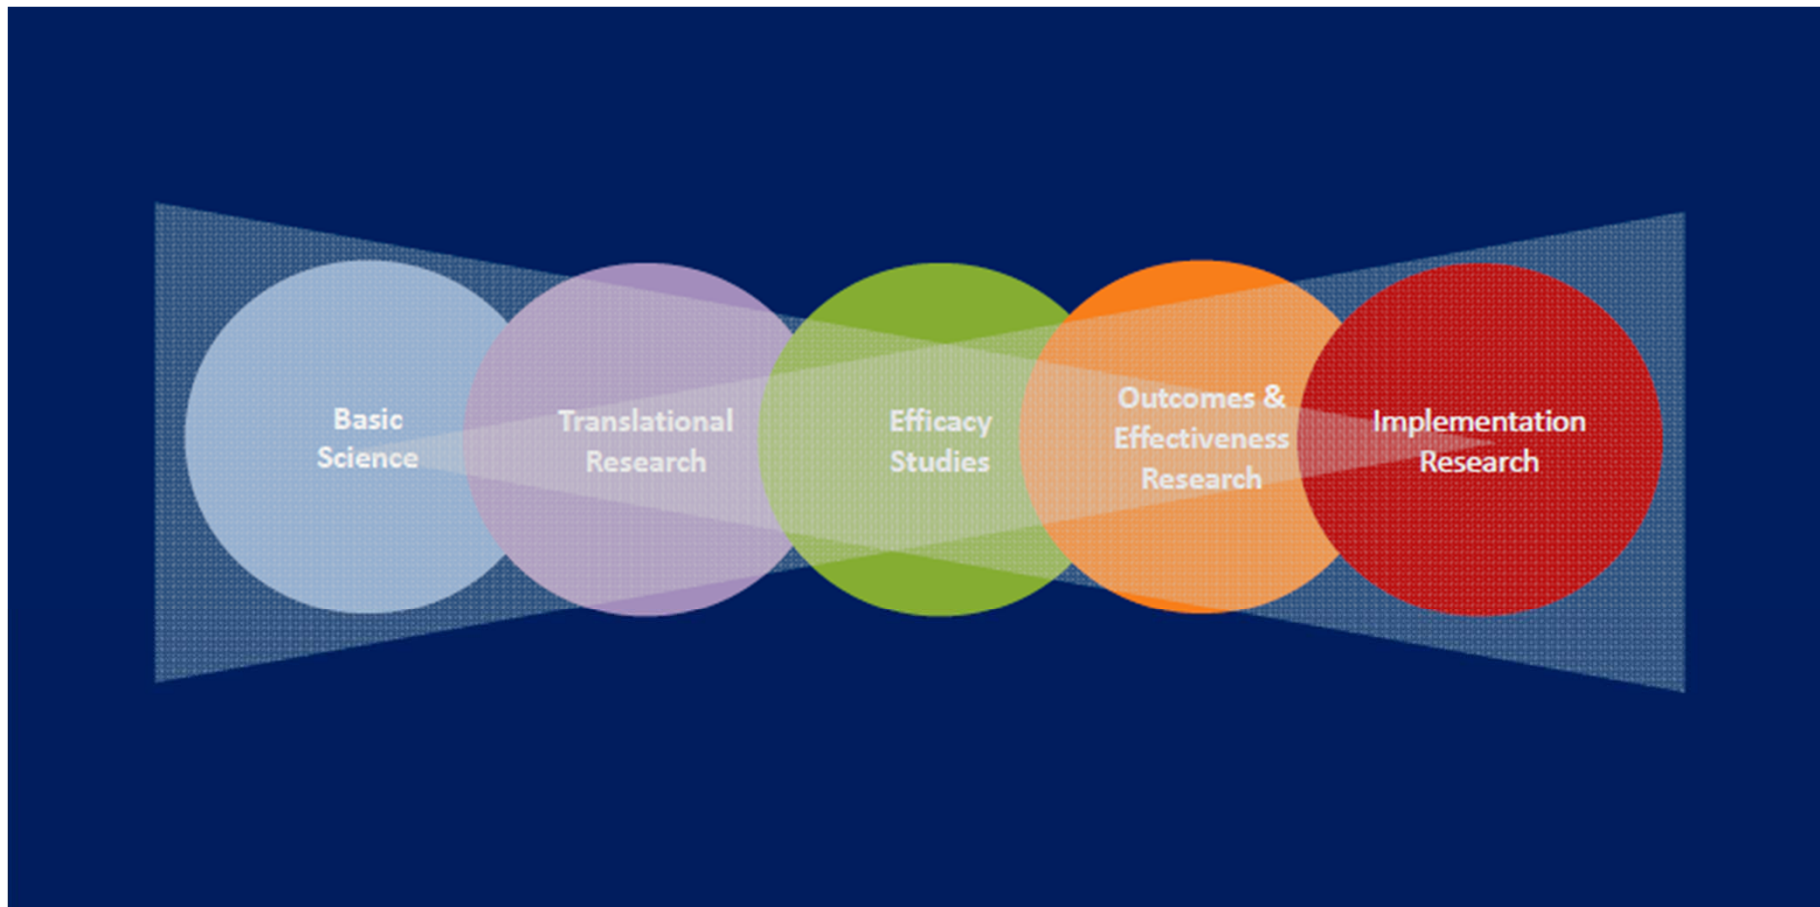 Basic
Science
Translational
Research
Efficacy
Studies
Outcomes &
Effectiveness
Research
Implementation
Research